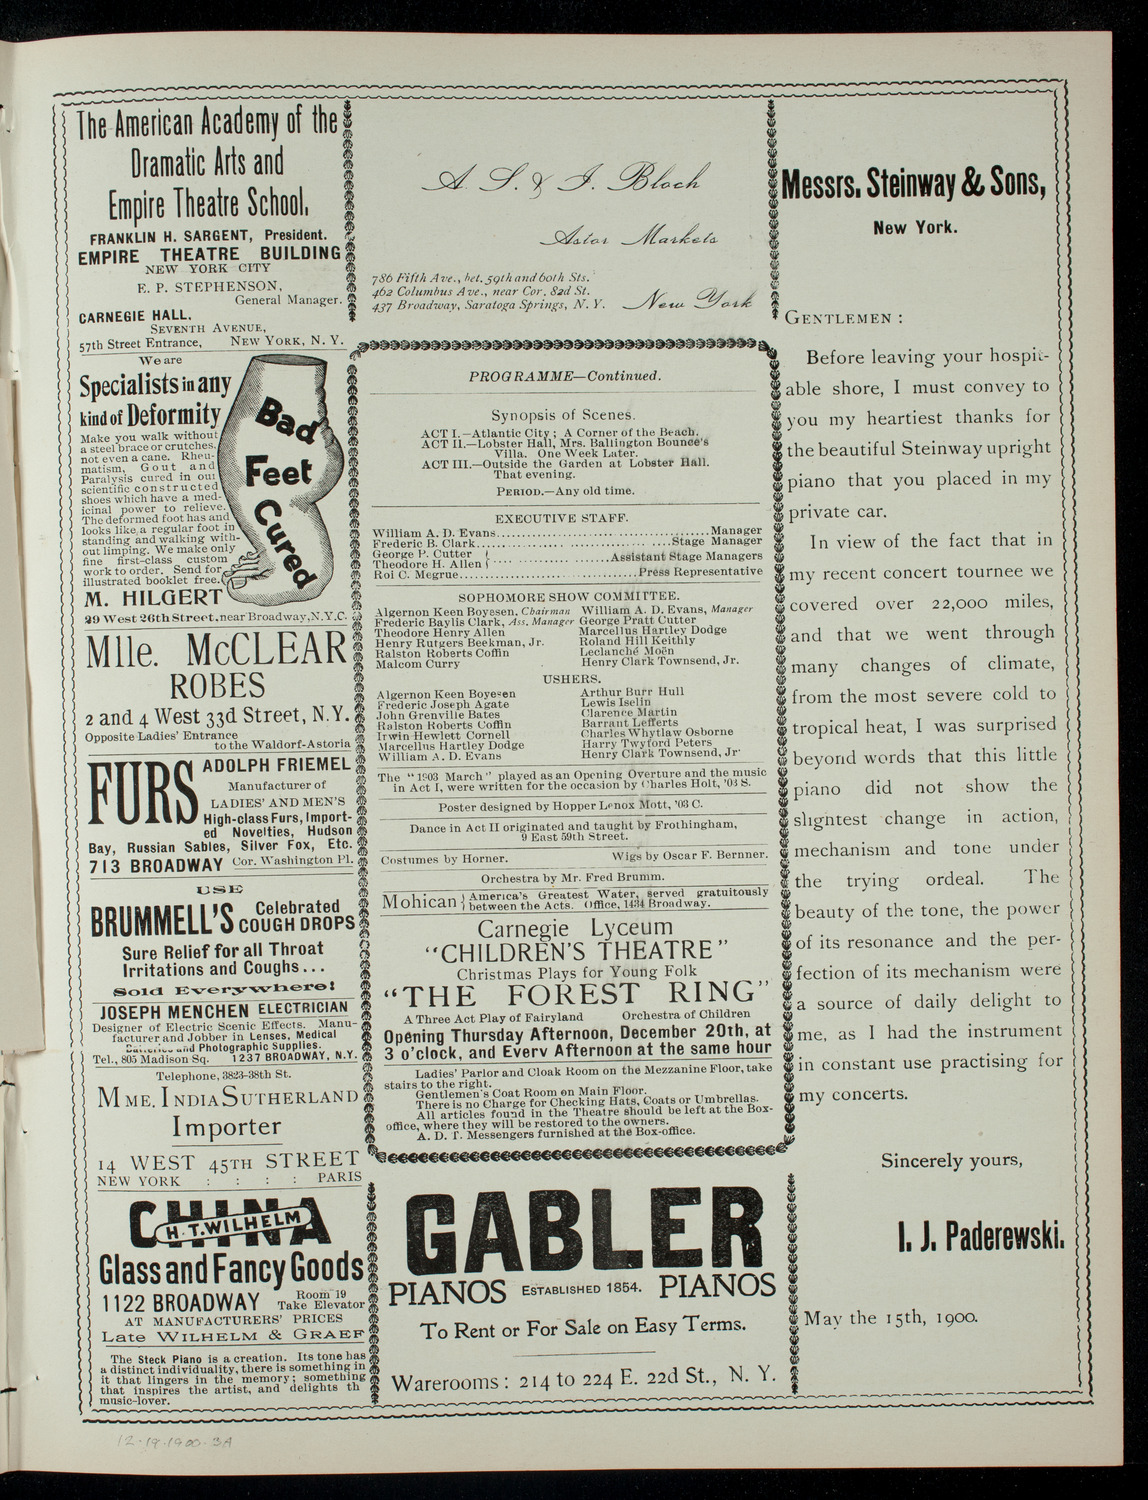 The American Academy of the
Dramatic Arts and
Empire Theatre School.
FRANKLIN H. SARGENT, President.
EMPIRE THEATRE BUILDING
NEW YORK CITY
E. P. STEPHENSON,
General Manager.
CARNEGIE HALL.
SEVENTH AVENUE,
57th Street Entrance, NEW YORK, N. Y.
We are
Specialists in any
kind of Deformity
Make you walk without
a steel brace or crutches,
not even a cane. Rheu-
matism, Gout and
Paralysis cured in our
scientific constructed
shoes which have a med-
icinal power to relieve.
The deformed foot has and
looks like a regular foot in
standing and walking with-
out limping. We make only
fine first-class custom
work to order. Send for
illustrated booklet free.
Bad
Feet
Cured
M. HILGERT
29 West 26th Street, near Broadway, N.Y.C.
Mlle. McCLEAR
ROBES
2 and 4 West 33d Street, N.Y.
Opposite Ladies' Entrance
to the Waldorf-Astoria
FURS ADOLPH FRIEMEL
Manufacturer of
LADIES' AND MEN'S
High-class Furs, Import-
ed Novelties, Hudson
Bay, Russian Sables, Silver Fox, Etc.
713 BROADWAY Cor. Washington Pl.
USE
BRUMMELL'S Celebrated
COUGH DROPS
Sure Relief for all Throat
Irritations and Coughs...
Sold Everywhere!
JOSEPH MENCHEN ELECTRICIAN
Designer of Electric Scenic Effects. Manu-
facturer and Jobber in Lenses, Medical
Batteries and Photographic Supplies.
Tel., 805 Madison Sq. 1237 BROADWAY, N.Y.
Telephone, 3823-38th St.
MME. INDIA SUTHERLAND
Importer
14 WEST 45TH STREET
NEW YORK : : : : PARIS
CHINA
H. T. WILHELM
Glass and Fancy Goods
1122 BROADWAY Room 19
Take Elevator
AT MANUFACTURERS' PRICES
Late WILHELM & GRAEF
The Steck Piano is a creation. Its tone has
a distinct individuality, there is something in
it that lingers in the memory; something
that inspires the artist, and delights th
music-lover.
A. S. & I. Bloch
Astor Markets
786 Fifth Ave., bet. 59th and 60th Sts.
462 Columbus Ave., near Cor. 82d St.
437 Broadway, Saratoga Springs, N. Y. New York
PROGRAMME—Continued.
Synopsis of Scenes.
ACT I.—Atlantic City; A Corner of the Beach.
ACT II.—Lobster Hall, Mrs. Ballington Bounce's
Villa. One Week Later.
ACT III.—Outside the Garden at Lobster Hall.
That evening.
PERIOD.—Any old time.
EXECUTIVE STAFF.
William A. D. Evans........Manager
Frederic B. Clark........Stage Manager
George P. Cutter
Theodore H. Allen } ........Assistant Stage Managers
Roi C. Megrue........Press Representative
SOPHOMORE SHOW COMMITTEE.
Algernon Keen Boyesen, Chairman William A. D. Evans, Manager
Frederic Baylis Clark, Ass. Manager George Pratt Cutter
Theodore Henry Allen Marcellus Hartley Dodge
Henry Rutgers Beekman, Jr. Roland Hill Keithly
Ralston Roberts Coffin Leclanché Moën
Malcom Curry Henry Clark Townsend, Jr.
USHERS.
Algernon Keen Boyesen Arthur Burr Hull
Frederic Joseph Agate Lewis Iselin
John Grenville Bates Clarence Martin
Ralston Roberts Coffin Barrant Lefferts
Irwin Hewlett Cornell Charles Whytlaw Osborne
Marcellus Hartley Dodge Harry Twyford Peters
William A. D. Evans Henry Clark Townsend, Jr
The "1903 March" played as an Opening Overture and the music
in Act I, were written for the occasion by Charles Holt, '03 S.
Poster designed by Hopper Lenox Mott, '03 C.
Dance in Act II originated and taught by Frothingham,
9 East 59th Street.
Costumes by Horner. Wigs by Oscar F. Bernner.
Orchestra by Mr. Fred Brumm.
Mohican } America's Greatest Water, served gratuitously
between the Acts. Office, 1434 Broadway.
Carnegie Lyceum
"CHILDREN'S THEATRE"
Christmas Plays for Young Folk
"THE FOREST RING"
A Three Act Play of Fairyland Orchestra of Children
Opening Thursday Afternoon, December 20th, at
3 o'clock, and Every Afternoon at the same hour
Ladies' Parlor and Cloak Room on the Mezzanine Floor, take
stairs to the right.
Gentlemen's Coat Room on Main Floor.
There is no Charge for Checking Hats, Coats or Umbrellas.
All articles found in the Theatre should be left at the Box-
office, where they will be restored to the owners.
A. D. T. Messengers furnished at the Box-office.
GABLER
PIANOS ESTABLISHED 1854. PIANOS
To Rent or For Sale on Easy Terms.
Warerooms: 214 to 224 E. 22d St., N. Y.
Messrs. Steinway & Sons,
New York.
GENTLEMEN:
Before leaving your hospit-
able shore, I must convey to
you my heartiest thanks for
the beautiful Steinway upright
piano that you placed in my
private car.
In view of the fact that in
my recent concert tournee we
covered over 22,000 miles,
and that we went through
many changes of climate,
from the most severe cold to
tropical heat, I was surprised
beyond words that this little
piano did not show the
slightest change in action,
mechanism and tone under
the trying ordeal. The
beauty of the tone, the power
of its resonance and the per-
fection of its mechanism were
a source of daily delight to
me, as I had the instrument
in constant use practising for
my concerts.
Sincerely yours,
I. J. Paderewski.
May the 15th, 1900.
12-19-1900-3A